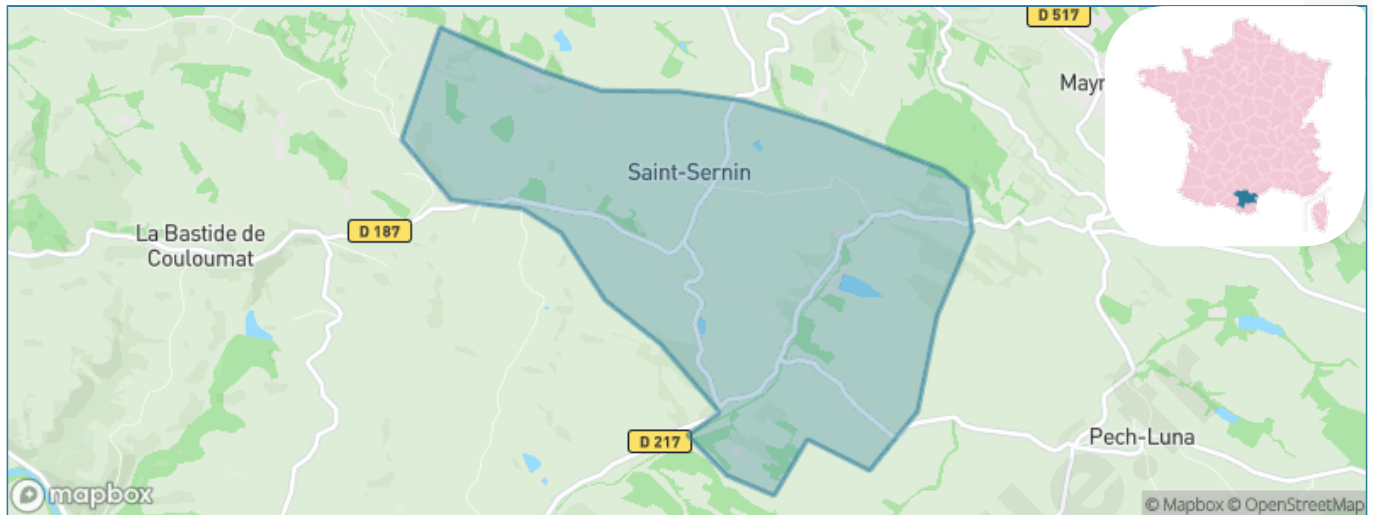 D 517
Mayr
Saint-Sernin
La Bastide de
Couloumat
D 187
D 217
Pech-Luna
mapbox
© Mapbox © OpenStreetMap